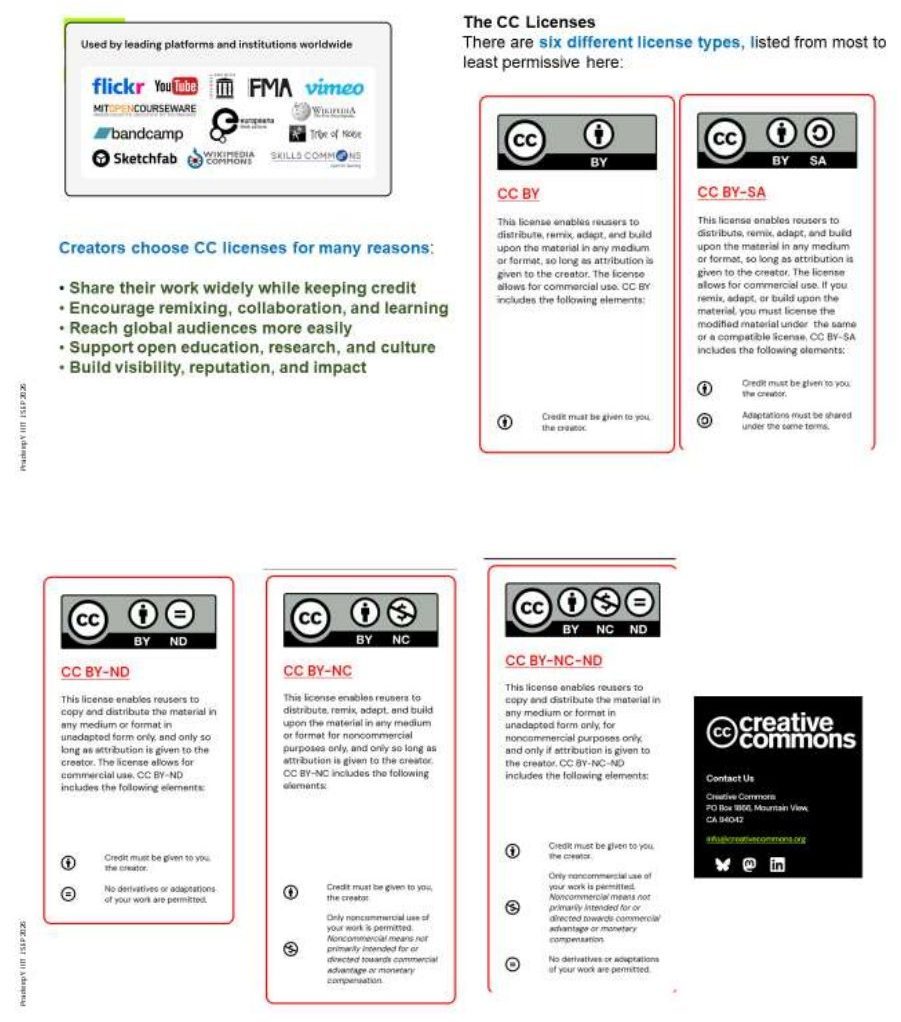 Used by leading platforms and institutions worldwide
flickr YouTube FMA vimeo
MITOPENCOURSEWARE
WIKIPEDIA
bandcamp
europeana
Tribe of Noise
Sketchfab
WIKIMEDIA
COMMONS
SKILLS COMMONS
Creators choose CC licenses for many reasons:
• Share their work widely while keeping credit
• Encourage remixing, collaboration, and learning
• Reach global audiences more easily
• Support open education, research, and culture
• Build visibility, reputation, and impact
The CC Licenses
There are six different license types, listed from most to
least permissive here:
cc
BY
CC BY
This license enables reusers to
distribute, remix, adapt, and build
upon the material in any medium
or format, so long as attribution is
given to the creator. The license
allows for commercial use. CC BY
includes the following elements:
Credit must be given to you,
the creator.
cc
BY SA
CC BY-SA
This license enables reusers to
distribute, remix, adapt, and build
upon the material in any medium
or format, so long as attribution is
given to the creator. The license
allows for commercial use. If you
remix, adapt, or build upon the
material, you must license the
modified material under the same
or a compatible license. CC BY-SA
includes the following elements:
Credit must be given to you,
the creator.
Adaptations must be shared
under the same terms.
cc
BY ND
CC BY-ND
This license enables reusers to
copy and distribute the material in
any medium or format in
unadapted form only, and only so
long as attribution is given to the
creator. The license allows for
commercial use. CC BY-ND
includes the following elements:
Credit must be given to you,
the creator.
No derivatives or adaptations
of your work are permitted.
cc
BY NC
CC BY-NC
This license enables reusers to
distribute, remix, adapt, and build
upon the material in any medium
or format for noncommercial
purposes only, and only so long as
attribution is given to the creator.
CC BY-NC includes the following
elements:
Credit must be given to you,
the creator.
Only noncommercial use of
your work is permitted.
Noncommercial means not
primarily intended for or
directed towards commercial
advantage or monetary
compensation.
cc
BY NC ND
CC BY-NC-ND
This license enables reusers to
copy and distribute the material in
any medium or format in
unadapted form only, for
noncommercial purposes only,
and only if attribution is given to
the creator. CC BY-NC-ND
includes the following elements:
Credit must be given to you,
the creator.
Only noncommercial use of
your work is permitted.
Noncommercial means not
primarily intended for or
directed towards commercial
advantage or monetary
compensation.
No derivatives or adaptations
of your work are permitted.
cc creative
commons
Contact Us
Creative Commons
PO Box 1866, Mountain View,
CA 94042
info@creativecommons.org
in